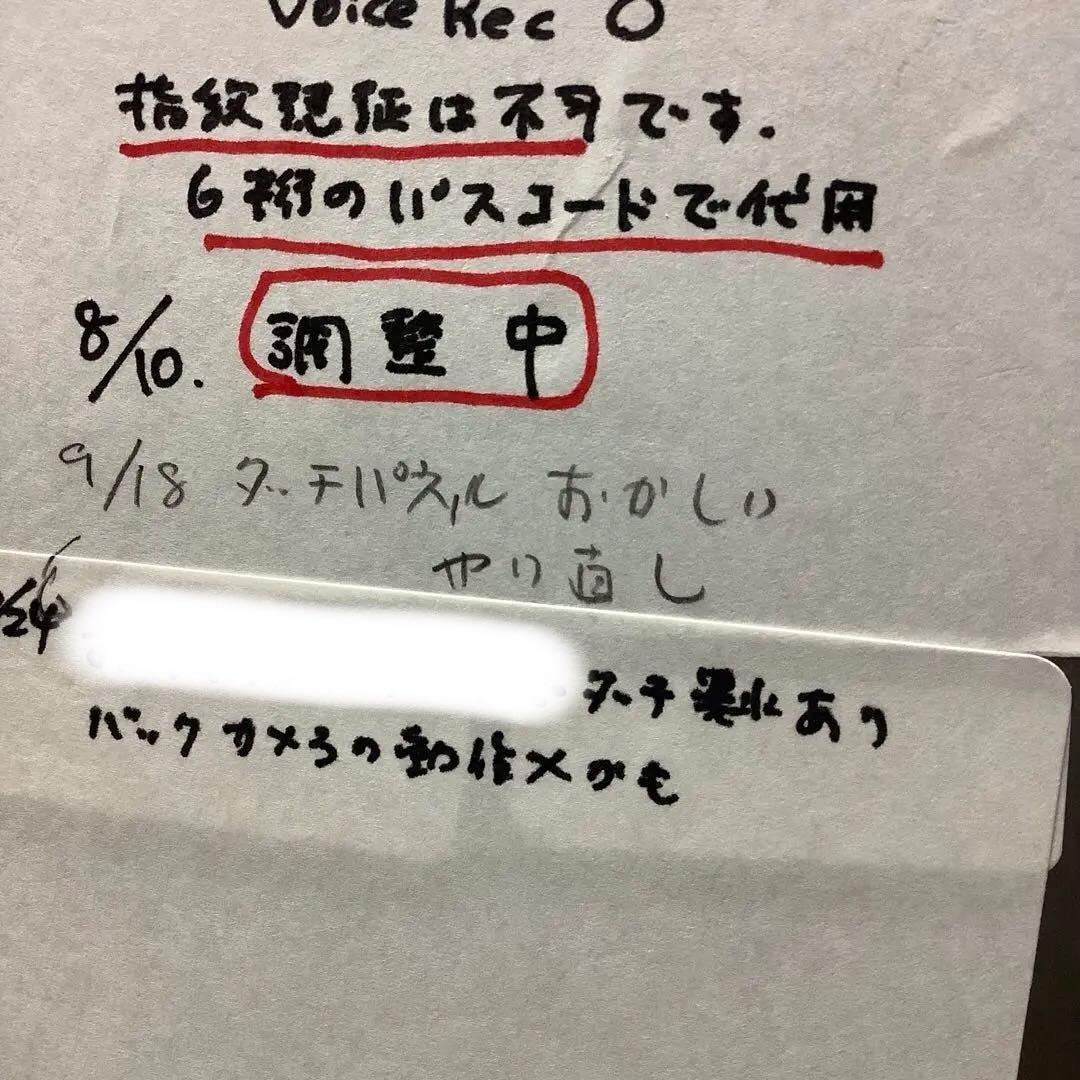 Voice Rec O
指紋認証は不可です.
6桁のパスコードで代用
8/10. 調整中
9/18 タッチパネル おかしい
やり直し
タッチ異状あり
バックカメラの動作×かも